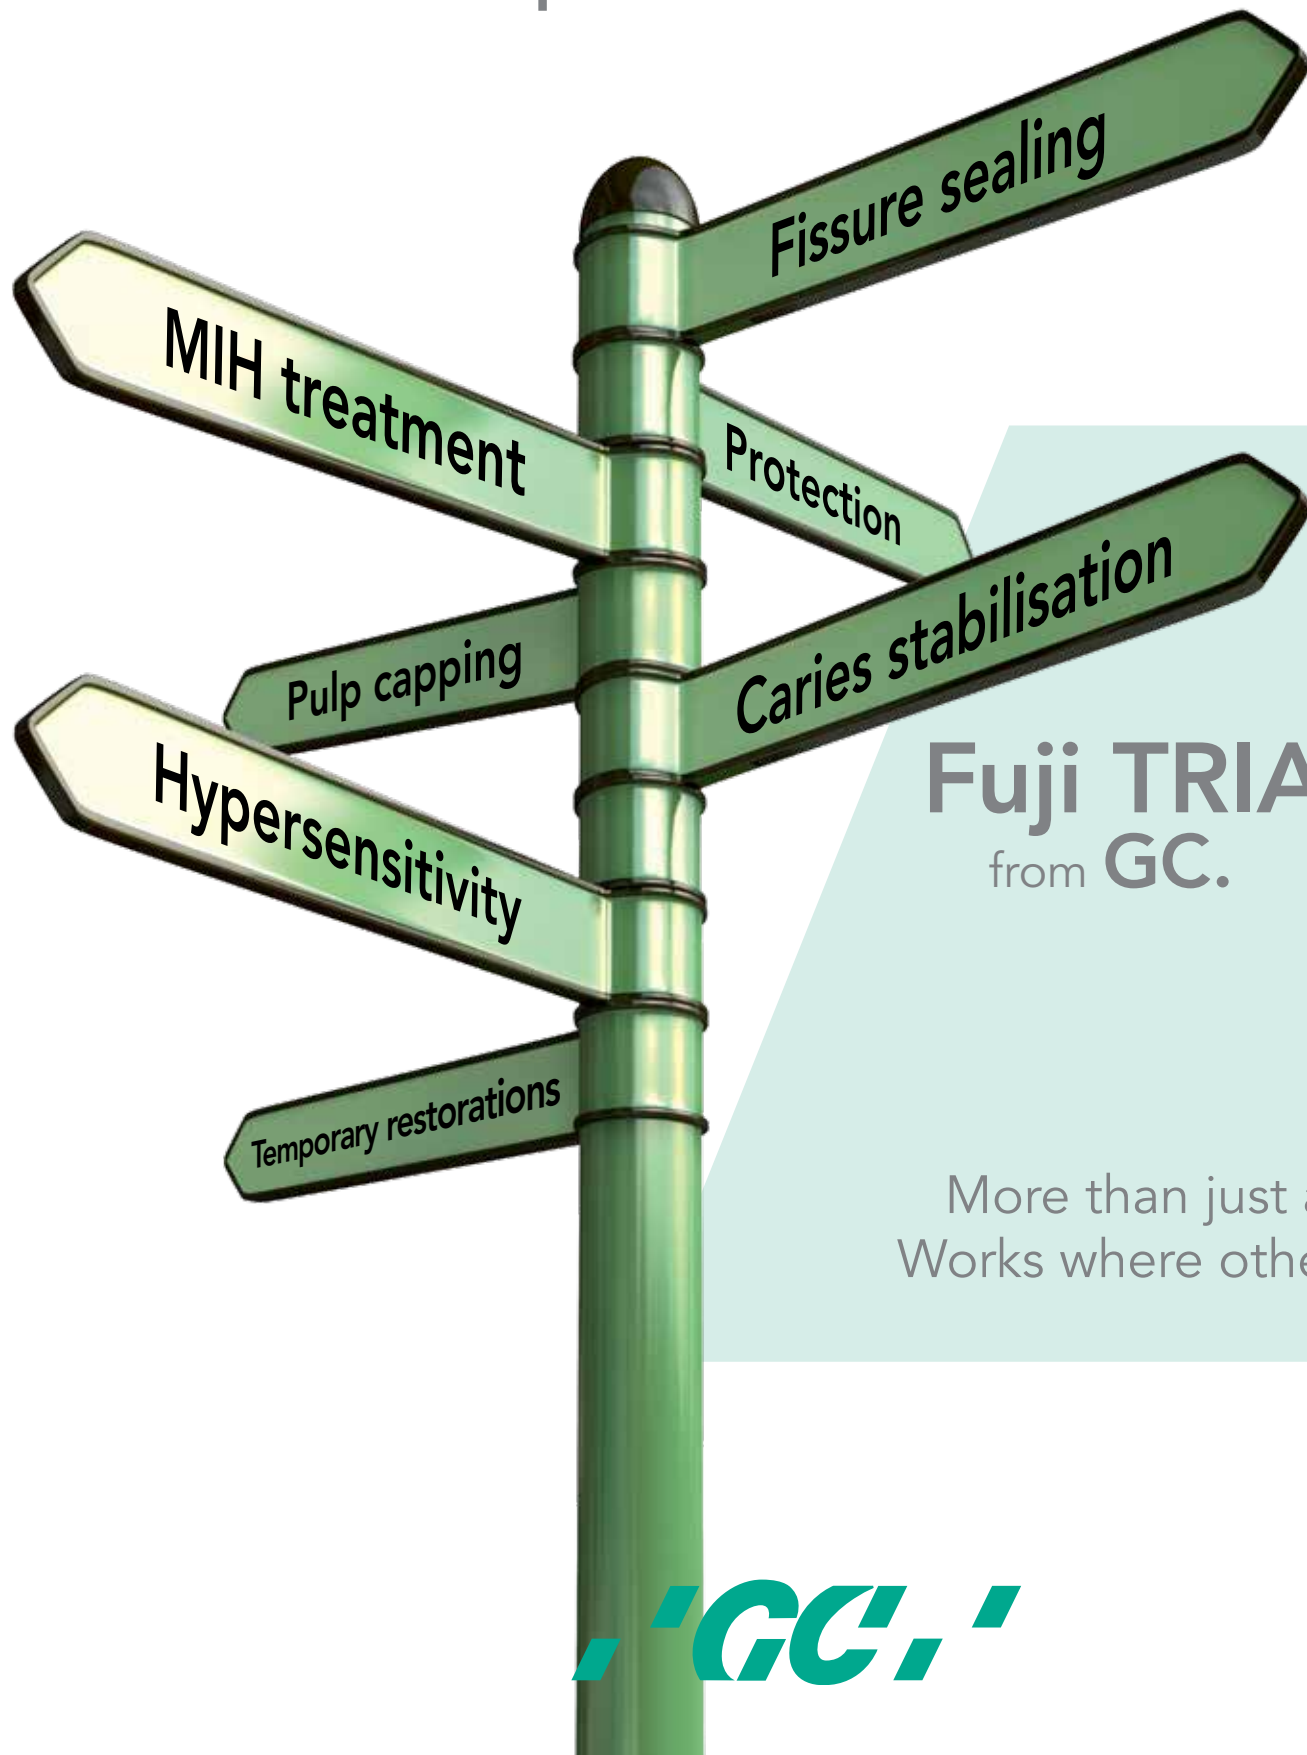 Fissure sealing
MIH treatment
Protection
Caries stabilisation
Pulp capping
Hypersensitivity
Fuji TRIA
from GC.
Temporary restorations
More than just
Works where othe
'GC'